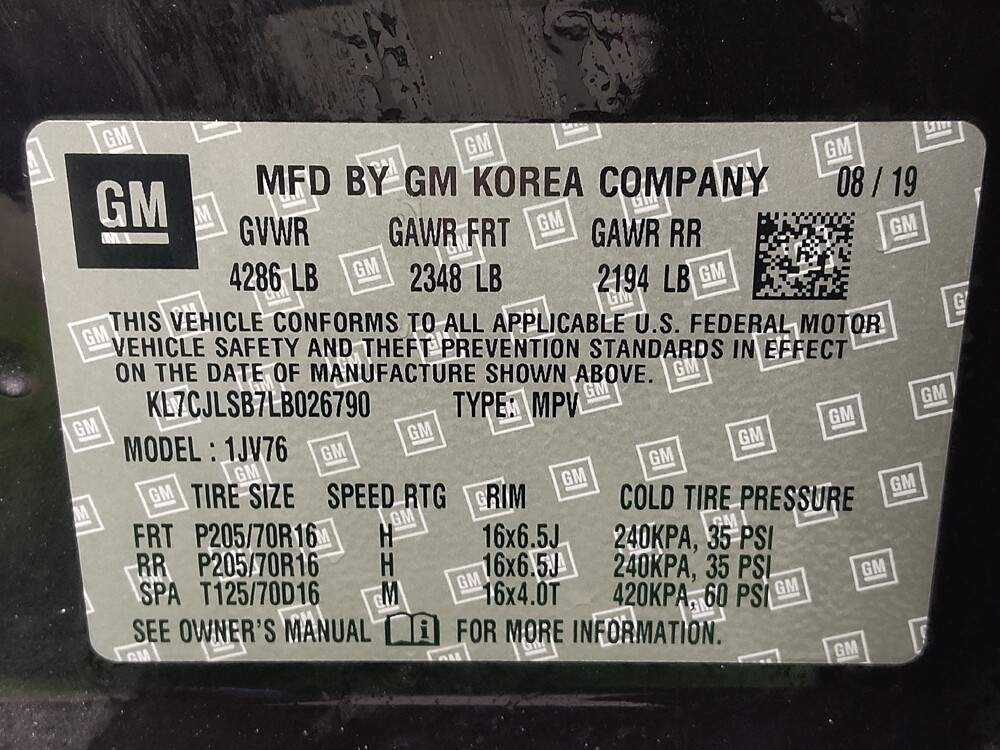 GM
MFD BY GM KOREA COMPANY 08 / 19
GVWR GAWR FRT GAWR RR
4286 LB 2348 LB 2194 LB
THIS VEHICLE CONFORMS TO ALL APPLICABLE U.S. FEDERAL MOTOR
VEHICLE SAFETY AND THEFT PREVENTION STANDARDS IN EFFECT
ON THE DATE OF MANUFACTURE SHOWN ABOVE.
KL7CJLSB7LB026790 TYPE: MPV
MODEL : 1JV76
TIRE SIZE SPEED RTG RIM COLD TIRE PRESSURE
FRT P205/70R16 H 16x6.5J 240KPA, 35 PSI
RR P205/70R16 H 16x6.5J 240KPA, 35 PSI
SPA T125/70D16 M 16x4.0T 420KPA, 60 PSI
SEE OWNER'S MANUAL i FOR MORE INFORMATION.